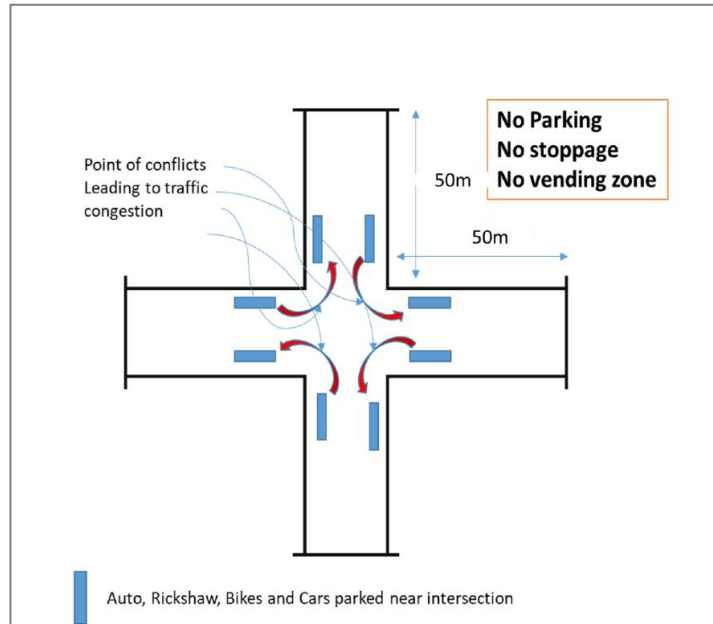 No Parking
No stoppage
No vending zone
Point of conflicts
Leading to traffic
congestion
50m
50m
Auto, Rickshaw, Bikes and Cars parked near intersection